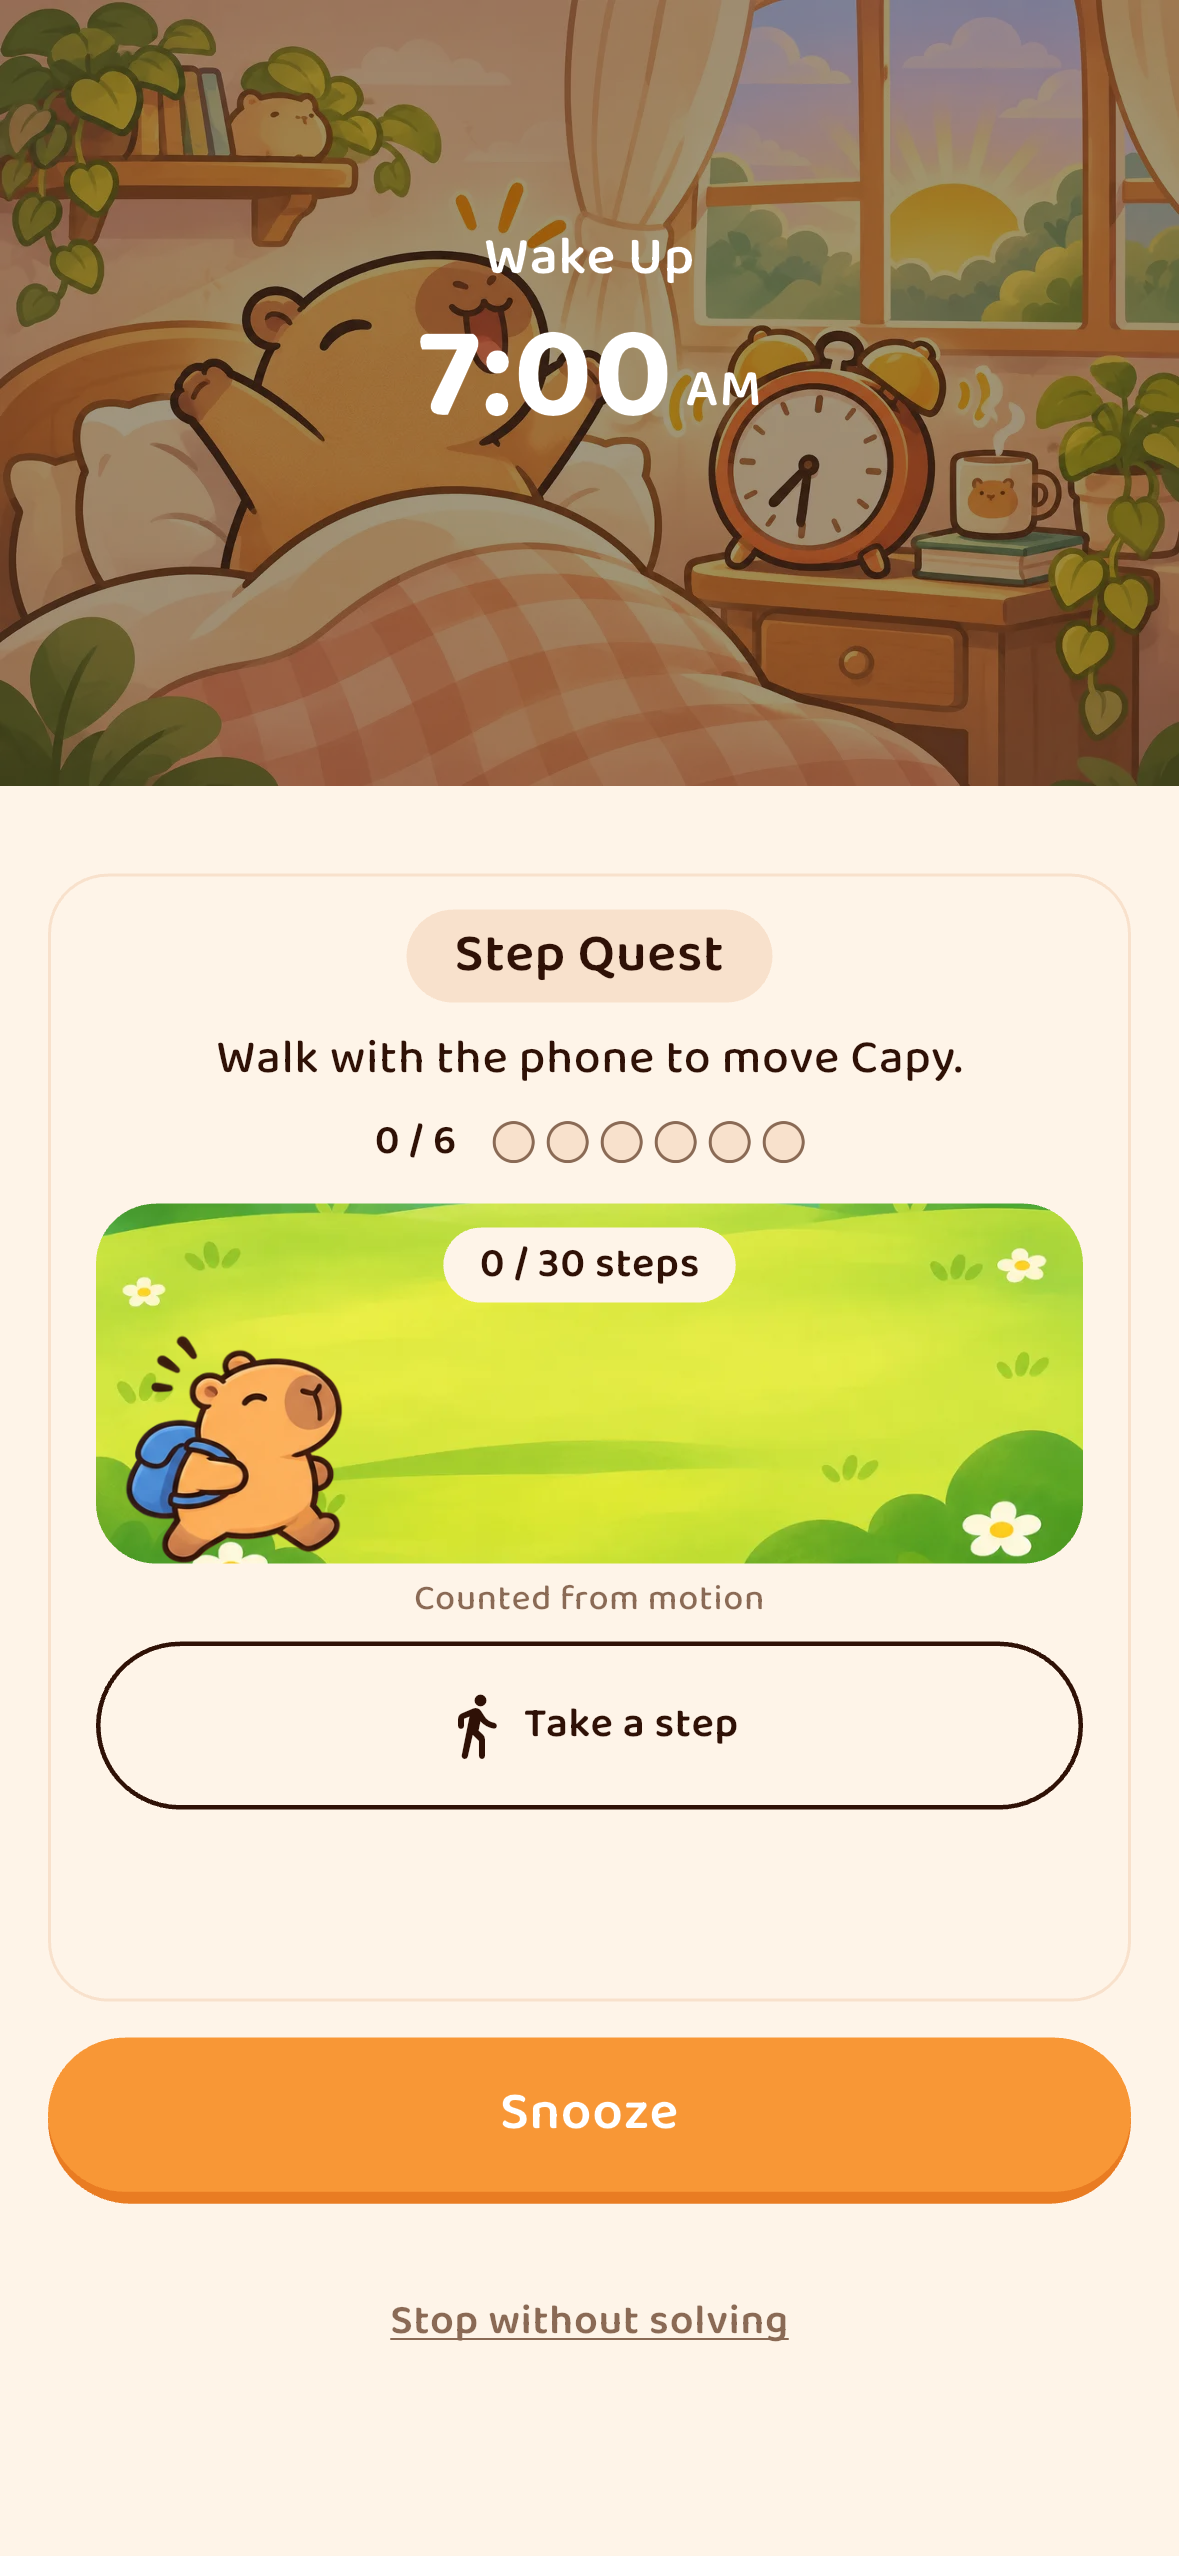 Wake Up
7:00 AM
Step Quest
Walk with the phone to move Capy.
0 / 6
0 / 30 steps
Counted from motion
Take a step
Snooze
Stop without solving